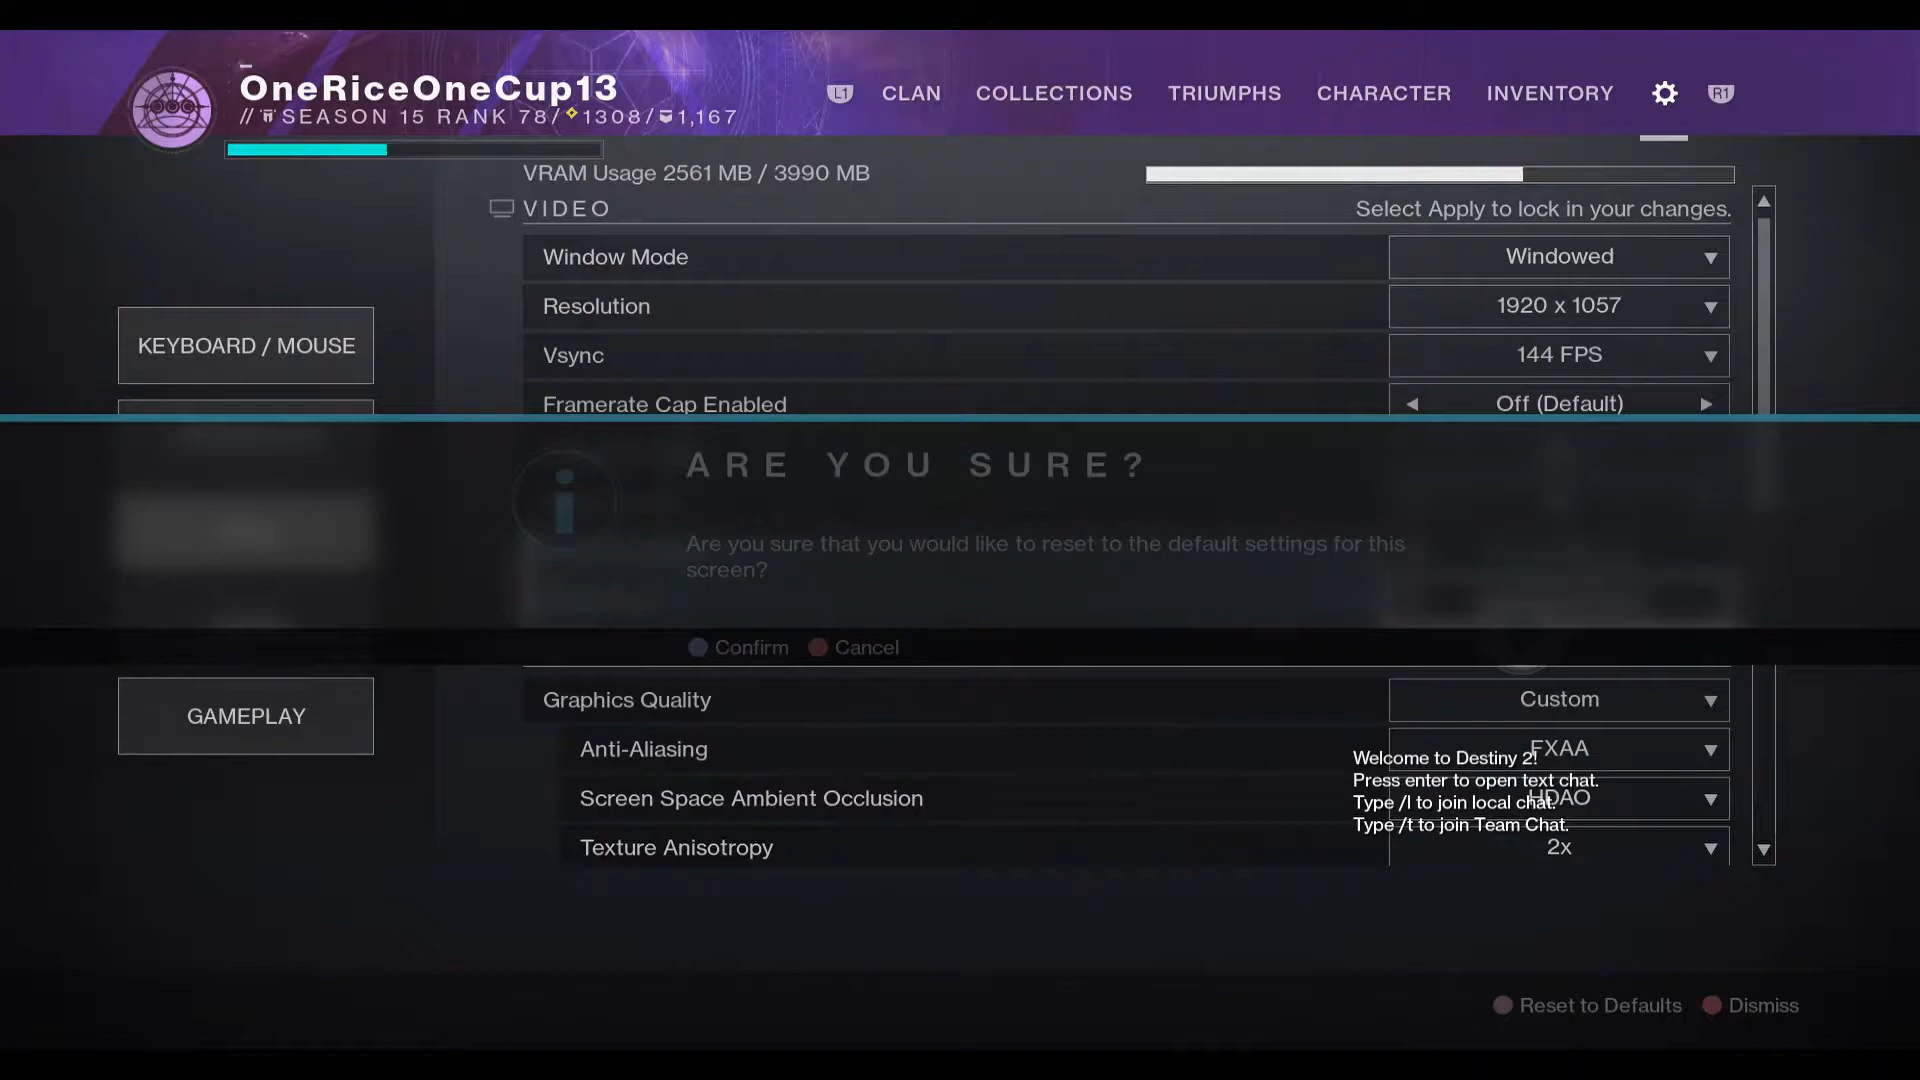 OneRiceOneCup13
// SEASON 15 RANK 78/ 1308/ 1,167
L1 CLAN COLLECTIONS TRIUMPHS CHARACTER INVENTORY R1
VRAM Usage 2561 MB / 3990 MB
VIDEO Select Apply to lock in your changes.
Window Mode Windowed
Resolution 1920 x 1057
Vsync 144 FPS
Framerate Cap Enabled Off (Default)
KEYBOARD / MOUSE
ARE YOU SURE?
Are you sure that you would like to reset to the default settings for this
screen?
Confirm Cancel
GAMEPLAY
Graphics Quality Custom
Anti-Aliasing FXAA
Screen Space Ambient Occlusion HDAO
Texture Anisotropy 2x
Welcome to Destiny 2!
Press enter to open text chat.
Type /l to join local chat.
Type /t to join Team Chat.
Reset to Defaults Dismiss